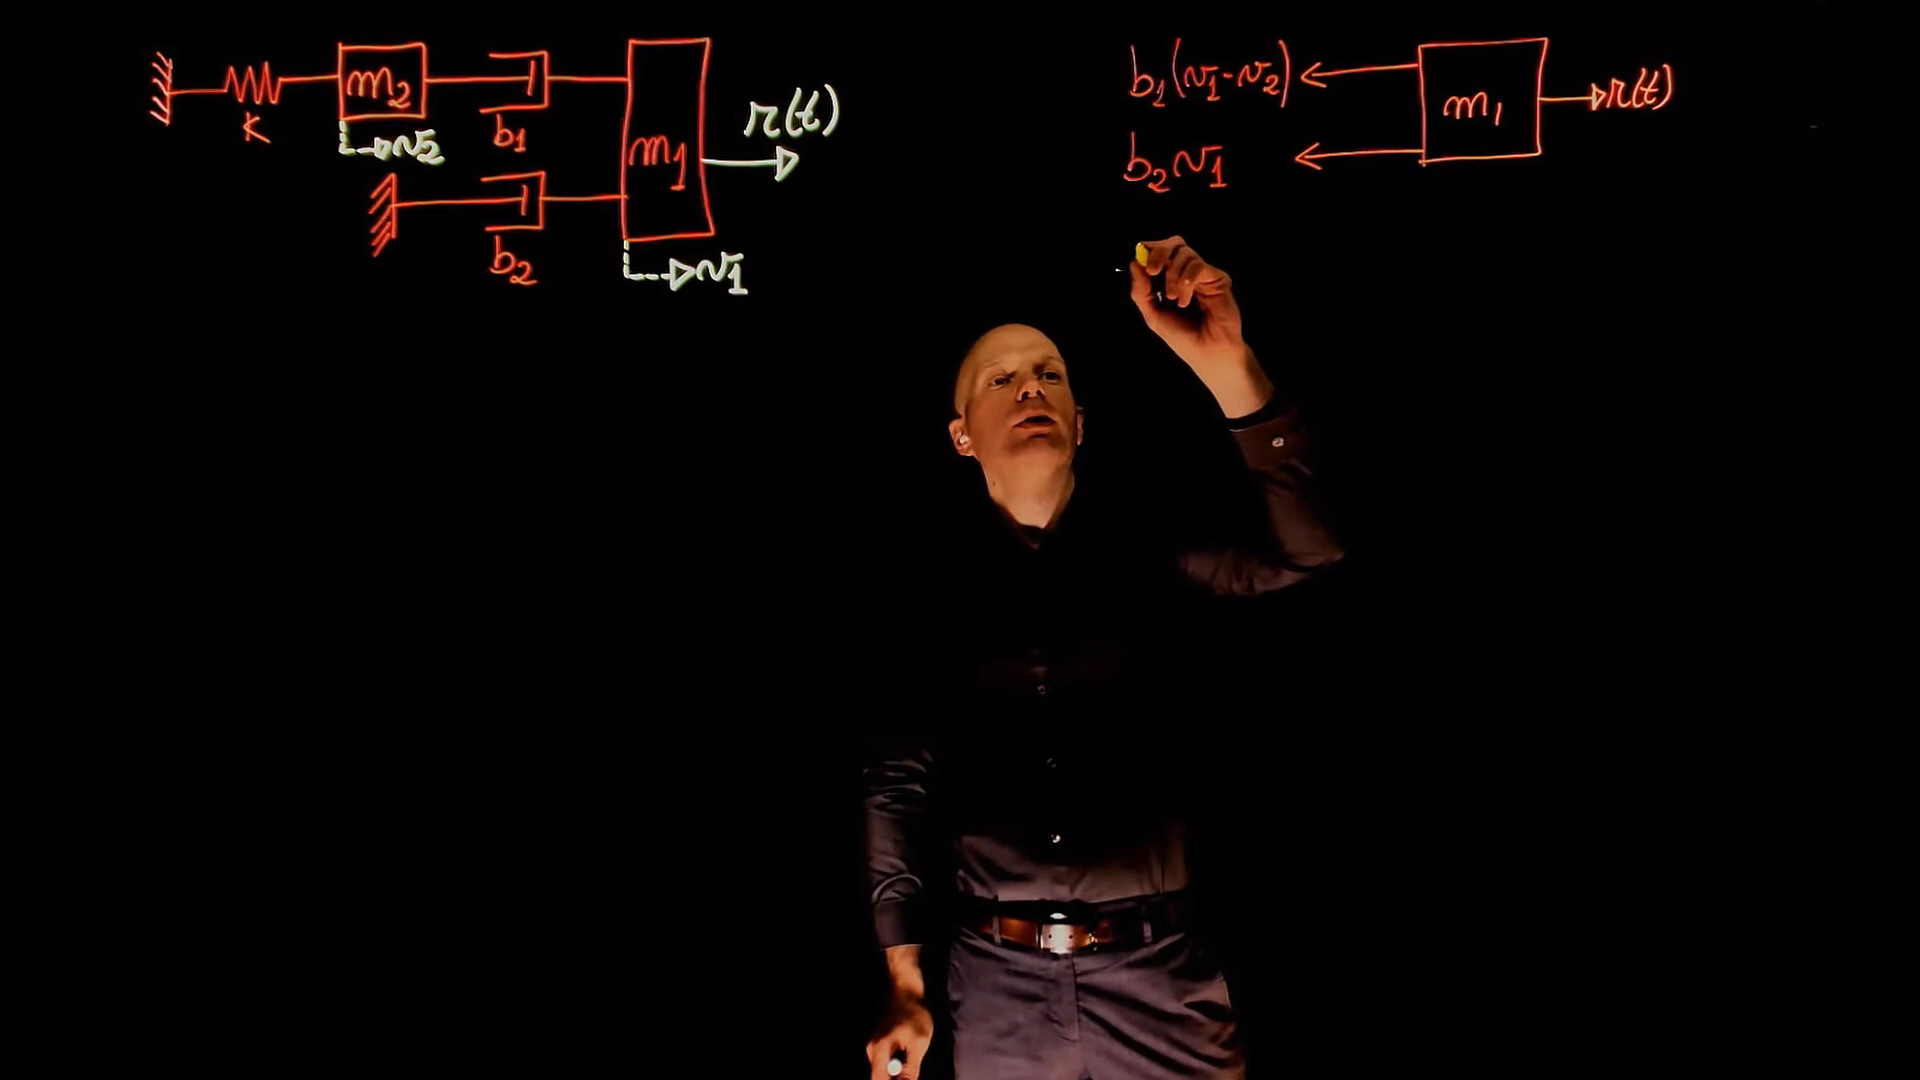 K
m2
v2
b1
b2
m1
r(t)
v1
b1(v1-v2)
b2v1
m1
r(t)